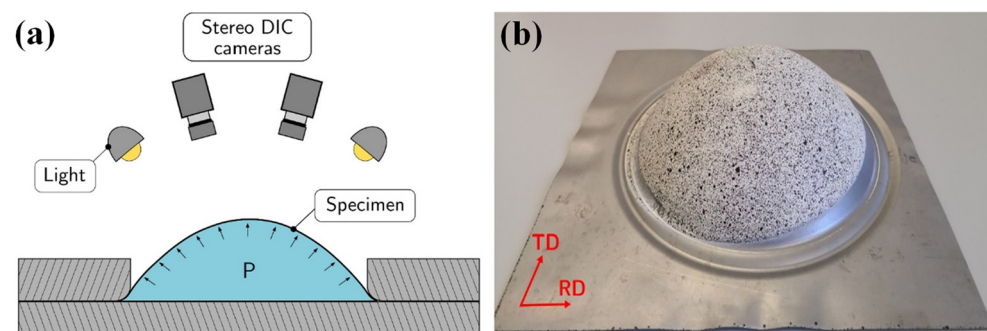 (a)
Stereo DIC
cameras
Light
Specimen
P
(b)
TD
RD